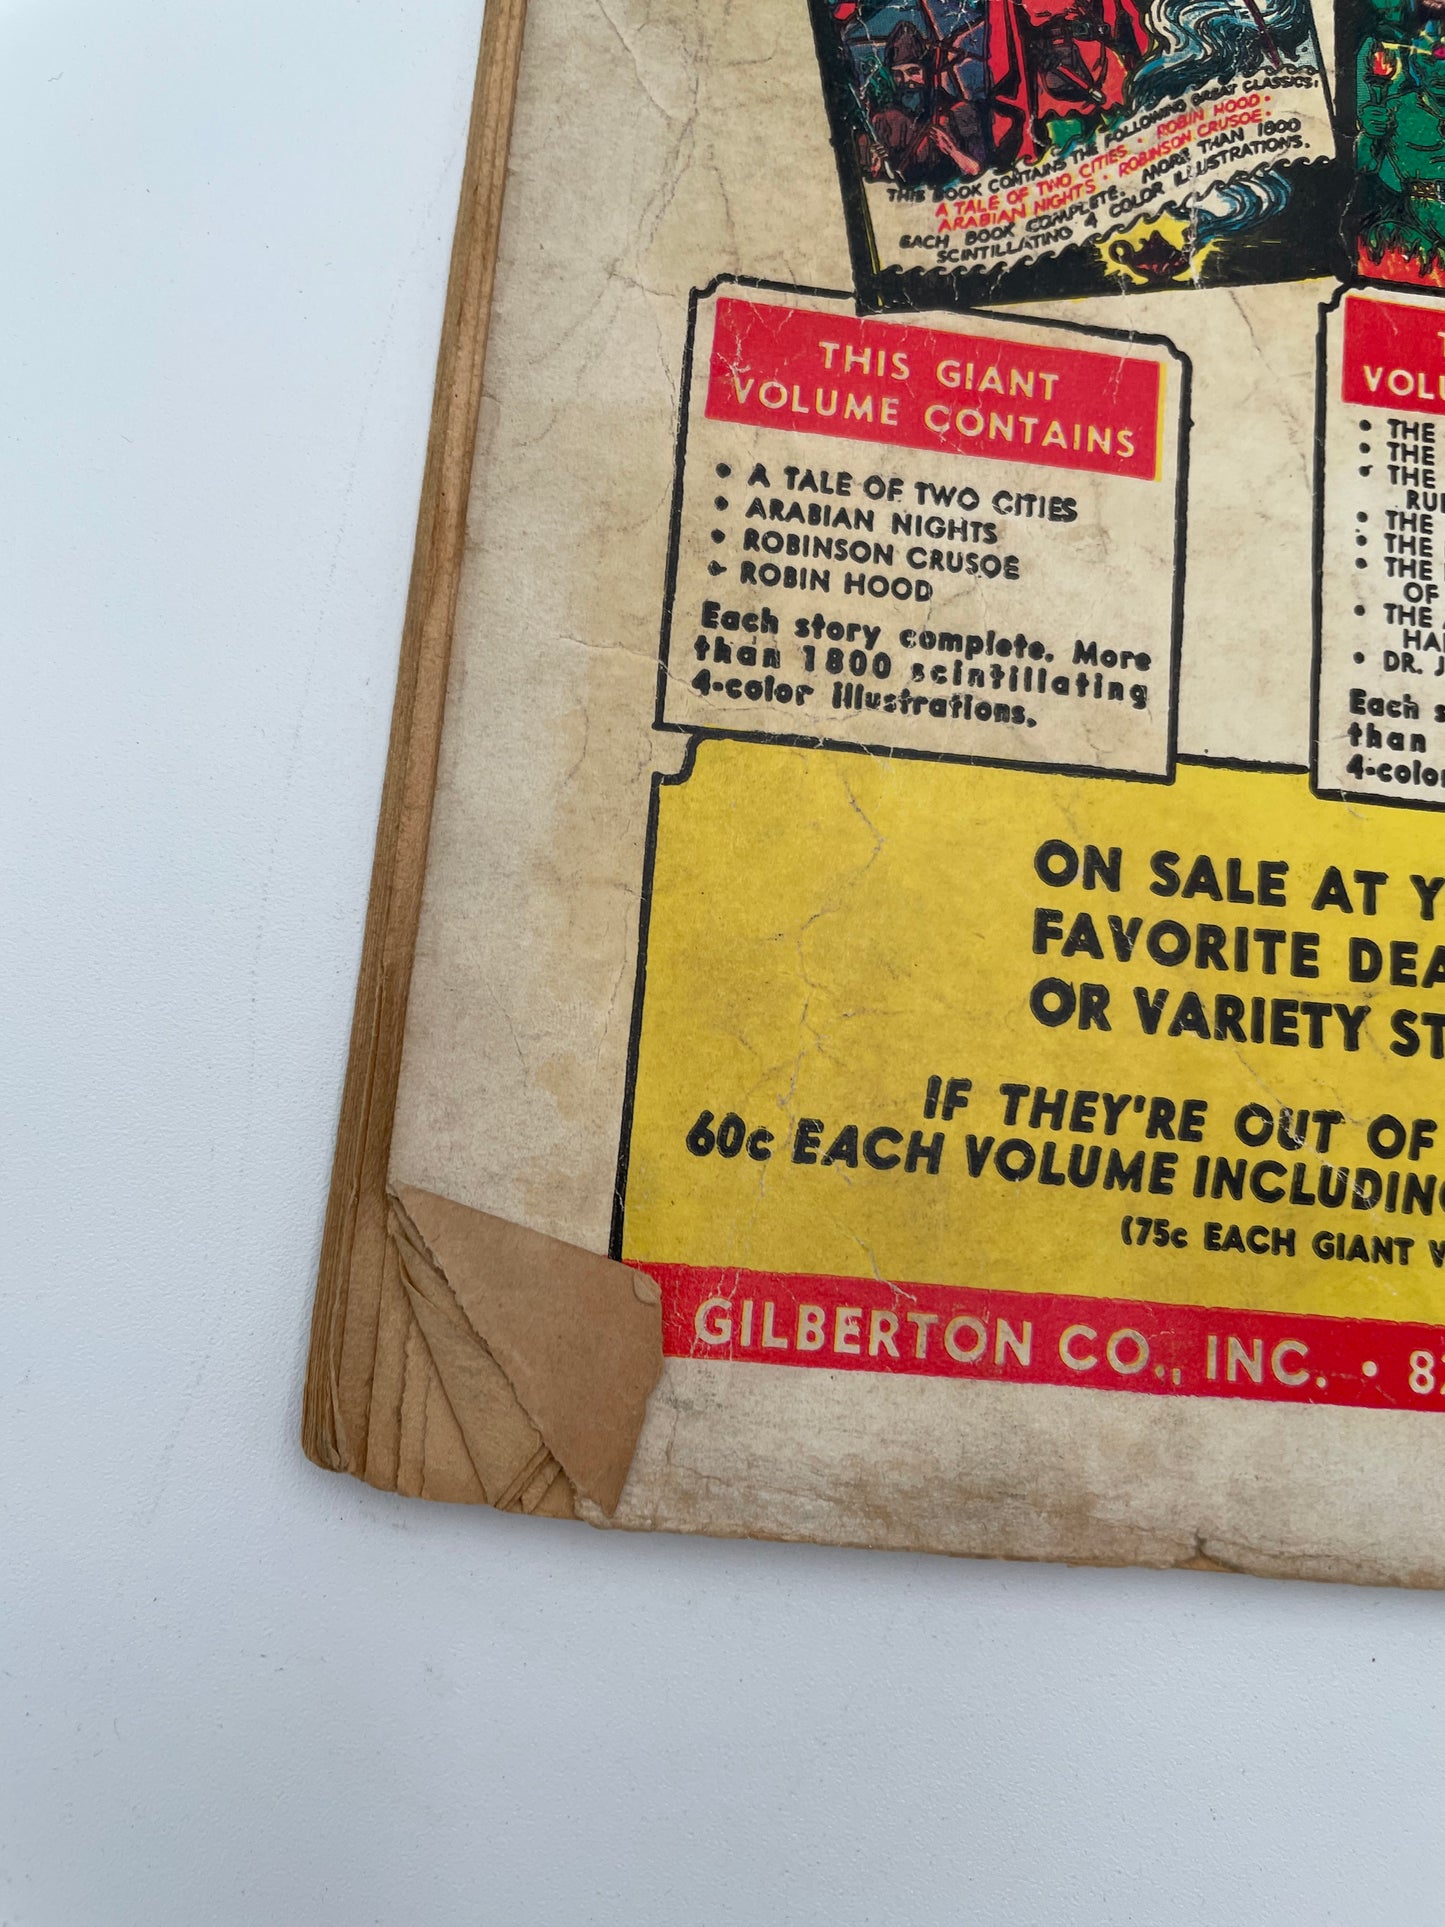 THIS BOOK CONTAINS THE FOLLOWING GREAT CLASSICS:
A TALE OF TWO CITIES • ROBIN HOOD •
ARABIAN NIGHTS • ROBINSON CRUSOE.
EACH BOOK COMPLETE. MORE THAN 1800
SCINTILLATING 4 COLOR ILLUSTRATIONS.
THIS GIANT
VOLUME CONTAINS
• A TALE OF TWO CITIES
• ARABIAN NIGHTS
• ROBINSON CRUSOE
• ROBIN HOOD
Each story complete. More
than 1800 scintillating
4-color illustrations.
• THE
• THE
• THE
• THE
• THE
• THE
OF
• THE
• DR. J
Each
than
ON SALE AT
FAVORITE
OR VARIETY
IF THEY'RE OUT OF
60c EACH VOLUME INCLUDING
(75c EACH GIANT
GILBERTON CO., INC. •